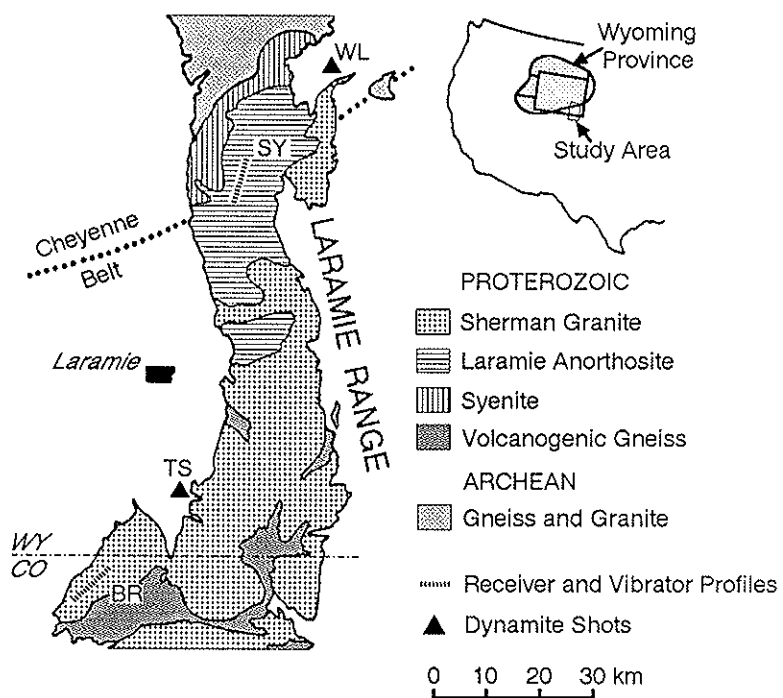 WL
Wyoming
Province
Study Area
SY
Cheyenne
Belt
LARAMIE RANGE
PROTEROZOIC
Sherman Granite
Laramie Anorthosite
Syenite
Volcanogenic Gneiss
ARCHEAN
Gneiss and Granite
Laramie
TS
WY
CO
BR
Receiver and Vibrator Profiles
Dynamite Shots
0 10 20 30 km